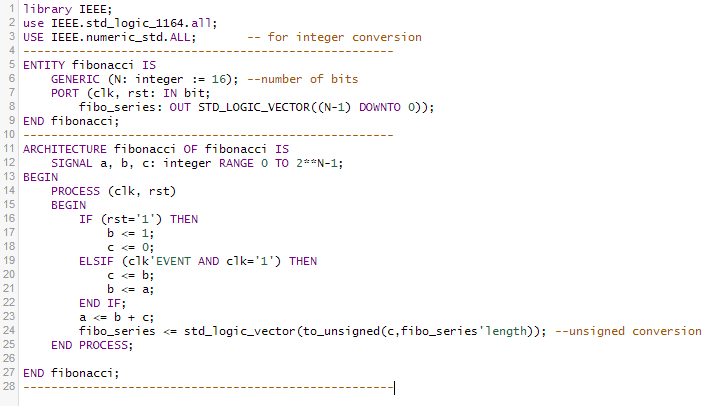 1 library IEEE;
2 use IEEE.std_logic_1164.all;
3 USE IEEE.numeric_std.ALL;       -- for integer conversion
4 -----------------------------------------------------
5 ENTITY fibonacci IS
6     GENERIC (N: integer := 16); --number of bits
7     PORT (clk, rst: IN bit;
8         fibo_series: OUT STD_LOGIC_VECTOR((N-1) DOWNTO 0));
9 END fibonacci;
10 -----------------------------------------------------
11 ARCHITECTURE fibonacci OF fibonacci IS
12     SIGNAL a, b, c: integer RANGE 0 TO 2**N-1;
13 BEGIN
14     PROCESS (clk, rst)
15     BEGIN
16         IF (rst='1') THEN
17             b <= 1;
18             c <= 0;
19         ELSIF (clk'EVENT AND clk='1') THEN
20             c <= b;
21             b <= a;
22         END IF;
23         a <= b + c;
24         fibo_series <= std_logic_vector(to_unsigned(c,fibo_series'length)); --unsigned conversion
25     END PROCESS;
26
27 END fibonacci;
28 -----------------------------------------------------